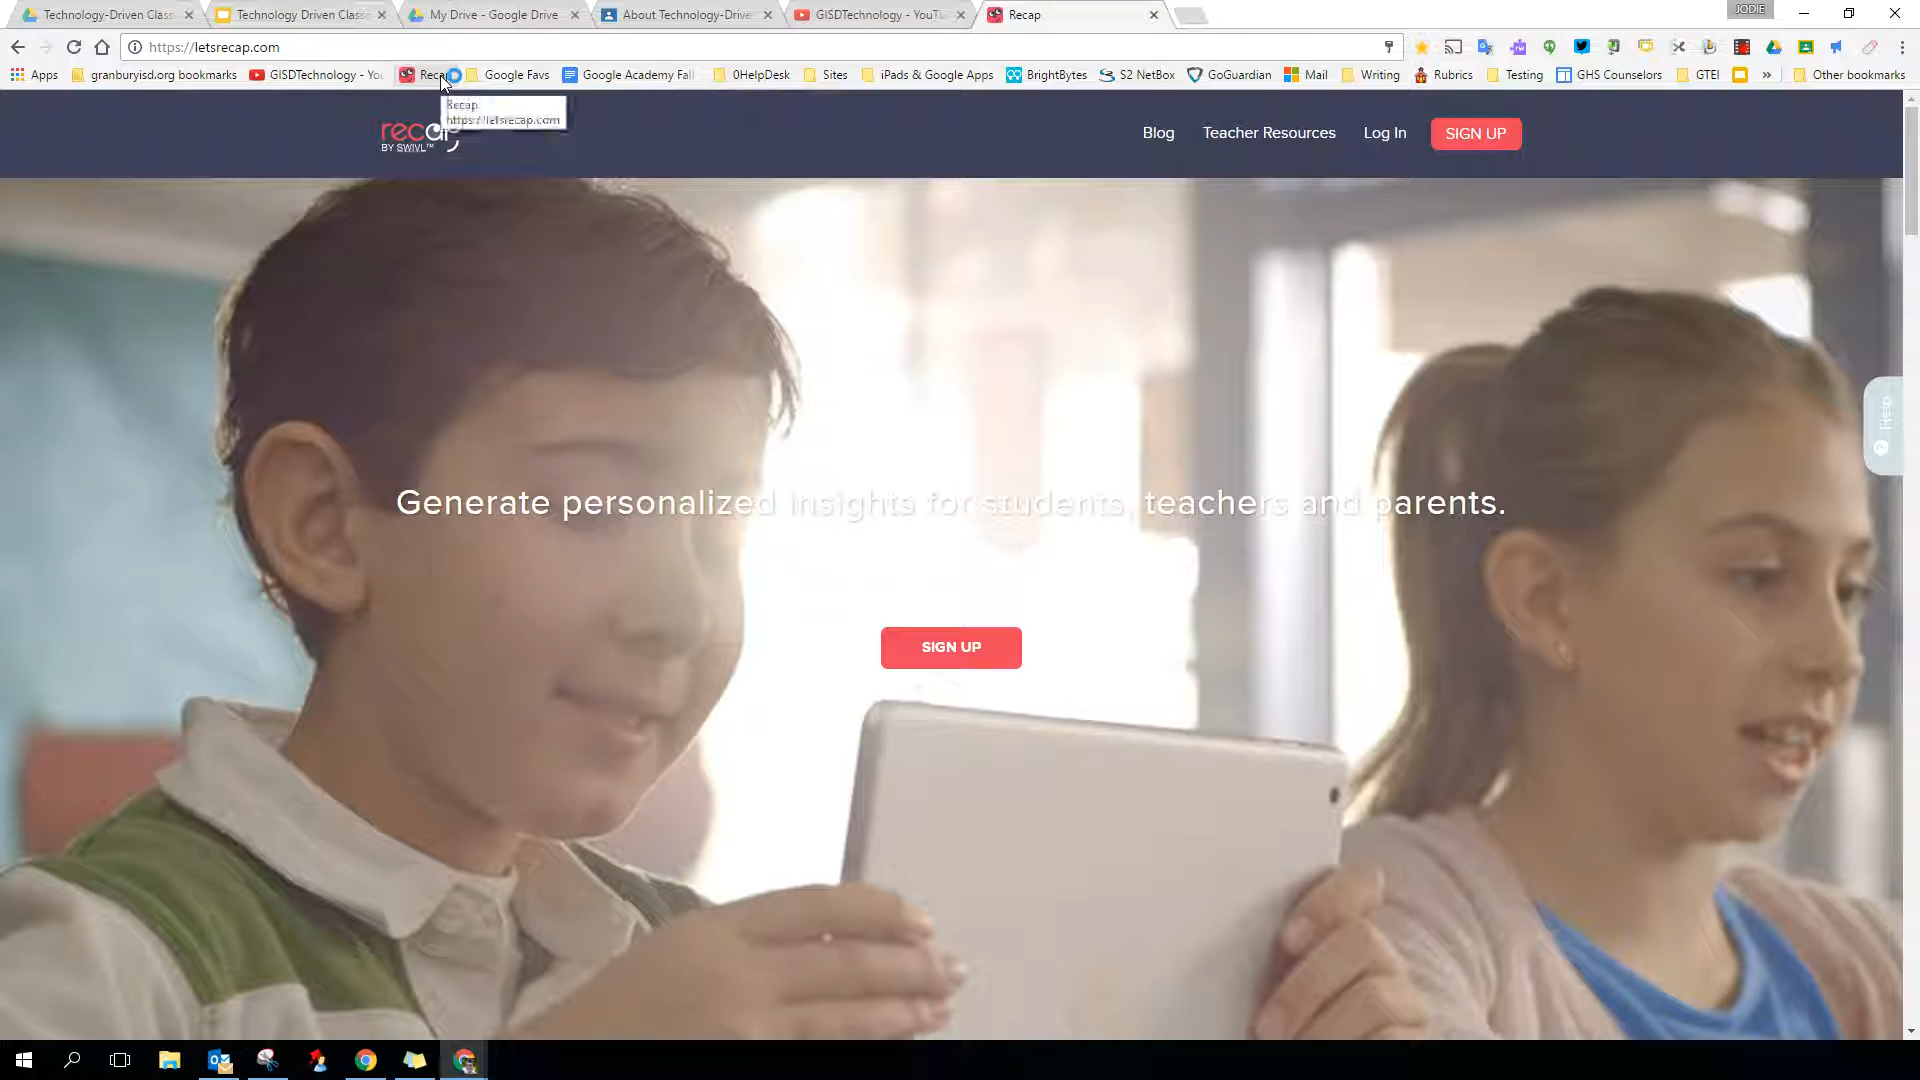 Technology-Driven Class
Technology Driven Class
My Drive - Google Drive
About Technology-Drive
GISDTechnology - YouTu
Recap
JODIE
https://letsrecap.com
Apps
granburyisd.org bookmarks
GISDTechnology - You
Recap
Google Favs
Google Academy Fall
0HelpDesk
Sites
iPads & Google Apps
BrightBytes
S2 NetBox
GoGuardian
Mail
Writing
Rubrics
Testing
GHS Counselors
GTEI
»
Other bookmarks
Recap
https://letsrecap.com
recap
BY SWIVL™
Blog
Teacher Resources
Log In
SIGN UP
Help
Generate personalized insights for students, teachers and parents.
SIGN UP